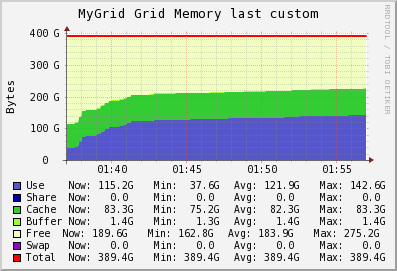 MyGrid Grid Memory last custom
RRDTOOL / TOBI OETIKER
Bytes
400 G
300 G
200 G
100 G
0
01:40 01:45 01:50 01:55
Use Now: 115.2G Min: 37.6G Avg: 121.9G Max: 142.6G
Share Now: 0.0 Min: 0.0 Avg: 0.0 Max: 0.0
Cache Now: 83.3G Min: 75.2G Avg: 82.3G Max: 83.3G
Buffer Now: 1.4G Min: 1.3G Avg: 1.4G Max: 1.4G
Free Now: 189.6G Min: 162.8G Avg: 183.9G Max: 275.2G
Swap Now: 0.0 Min: 0.0 Avg: 0.0 Max: 0.0
Total Now: 389.4G Min: 389.4G Avg: 389.4G Max: 389.4G